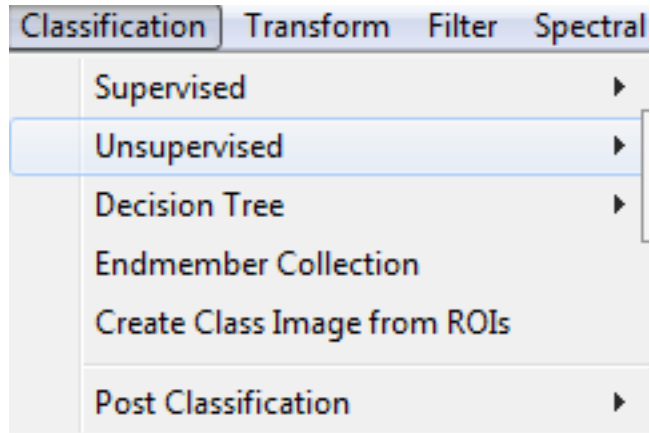 Classification Transform Filter Spectral
Supervised
Unsupervised
Decision Tree
Endmember Collection
Create Class Image from ROIs
Post Classification